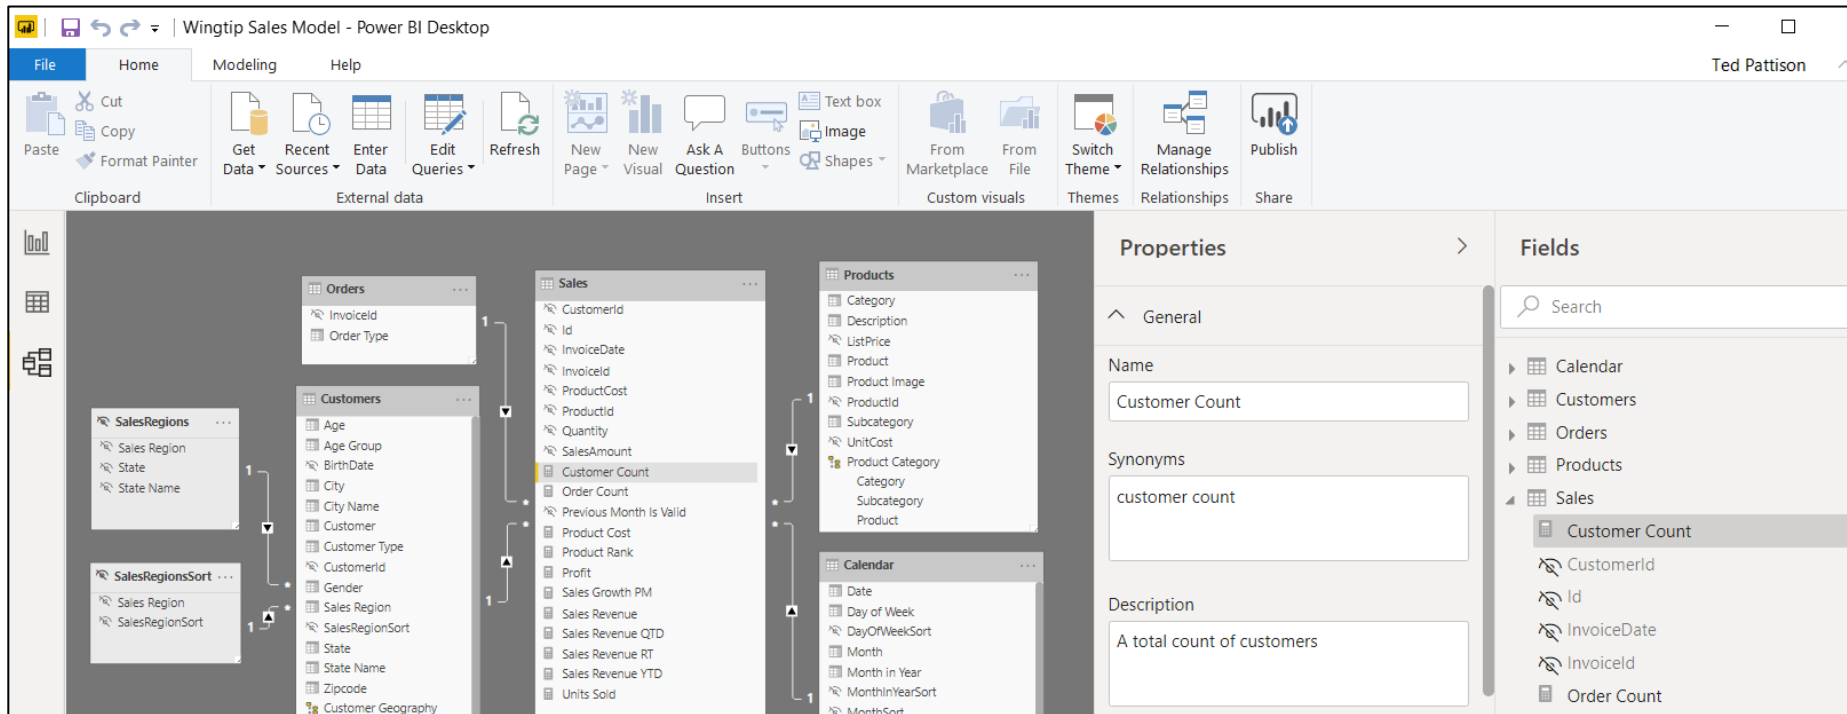 Wingtip Sales Model - Power BI Desktop
File Home Modeling Help Ted Pattison
Paste
Cut
Copy
Format Painter
Clipboard
Get Data
Recent Sources
Enter Data
Edit Queries
Refresh
External data
New Page
New Visual
Ask A Question
Buttons
Text box
Image
Shapes
Insert
From Marketplace
From File
Custom visuals
Switch Theme
Themes
Manage Relationships
Relationships
Publish
Share
SalesRegions
Sales Region
State
State Name
SalesRegionsSort
Sales Region
SalesRegionSort
Orders
InvoiceId
Order Type
Customers
Age
Age Group
BirthDate
City
City Name
Customer
Customer Type
CustomerId
Gender
Sales Region
SalesRegionSort
State
State Name
Zipcode
Customer Geography
Sales
CustomerId
Id
InvoiceDate
InvoiceId
ProductCost
ProductId
Quantity
SalesAmount
Customer Count
Order Count
Previous Month Is Valid
Product Cost
Product Rank
Profit
Sales Growth PM
Sales Revenue
Sales Revenue QTD
Sales Revenue RT
Sales Revenue YTD
Units Sold
Products
Category
Description
ListPrice
Product
Product Image
ProductId
Subcategory
UnitCost
Product Category
Category
Subcategory
Product
Calendar
Date
Day of Week
DayOfWeekSort
Month
Month in Year
MonthInYearSort
MonthSort
1
*
1
*
1
*
1
*
1
*
1
*
Properties
General
Name
Customer Count
Synonyms
customer count
Description
A total count of customers
Fields
Search
Calendar
Customers
Orders
Products
Sales
Customer Count
CustomerId
Id
InvoiceDate
InvoiceId
Order Count